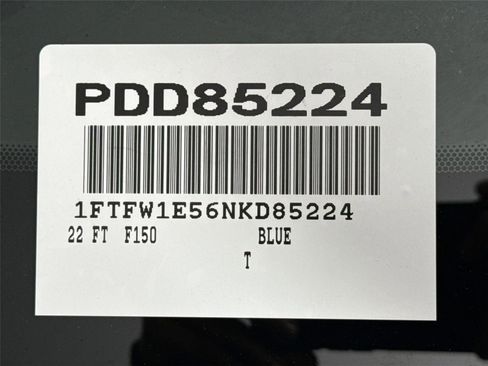 PDD85224
1FTFW1E56NKD85224
22 FT F150 BLUE
T